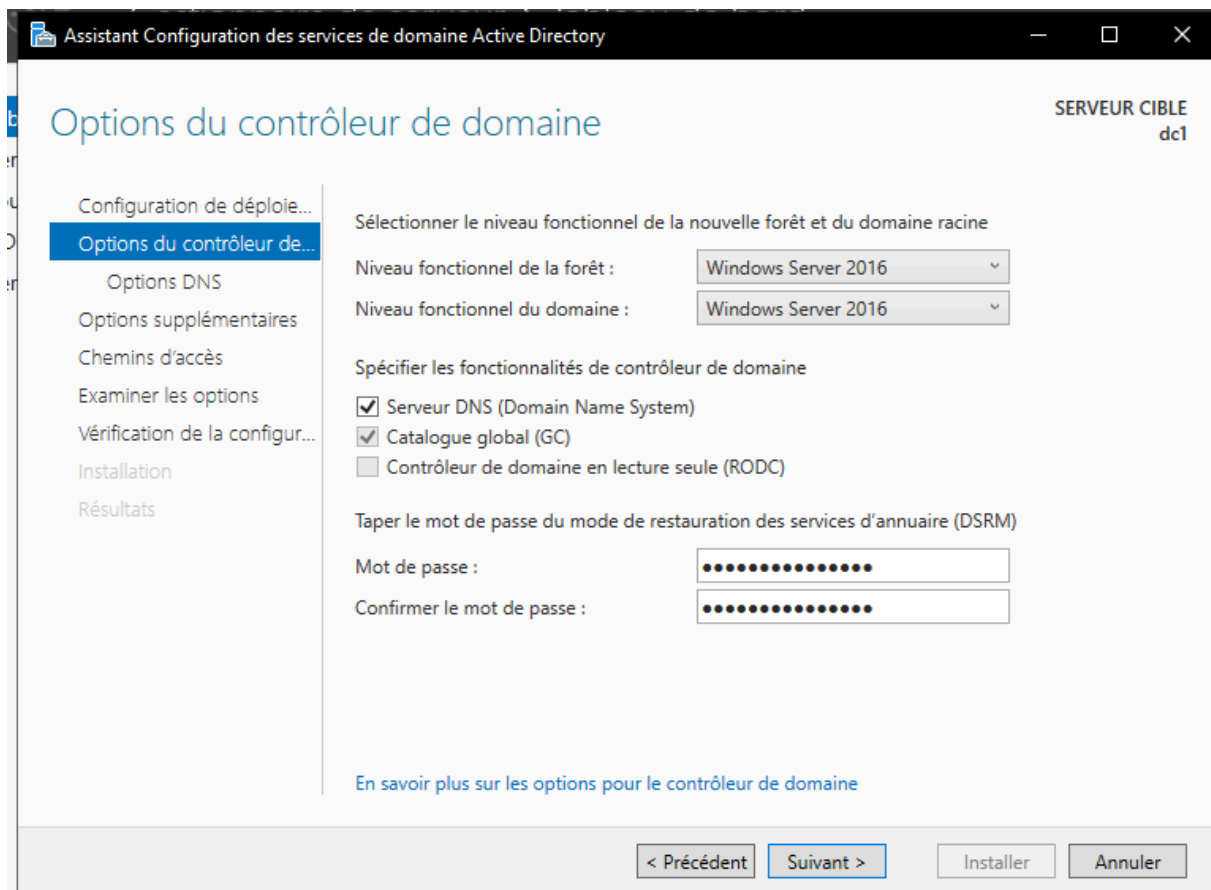 Assistant Configuration des services de domaine Active Directory
Options du contrôleur de domaine
SERVEUR CIBLE
dc1
Configuration de déploie...
Options du contrôleur de...
Options DNS
Options supplémentaires
Chemins d'accès
Examiner les options
Vérification de la configur...
Installation
Résultats
Sélectionner le niveau fonctionnel de la nouvelle forêt et du domaine racine
Niveau fonctionnel de la forêt : Windows Server 2016
Niveau fonctionnel du domaine : Windows Server 2016
Spécifier les fonctionnalités de contrôleur de domaine
Serveur DNS (Domain Name System)
Catalogue global (GC)
Contrôleur de domaine en lecture seule (RODC)
Taper le mot de passe du mode de restauration des services d'annuaire (DSRM)
Mot de passe : •••••••••••••••
Confirmer le mot de passe : •••••••••••••••
En savoir plus sur les options pour le contrôleur de domaine
< Précédent Suivant > Installer Annuler